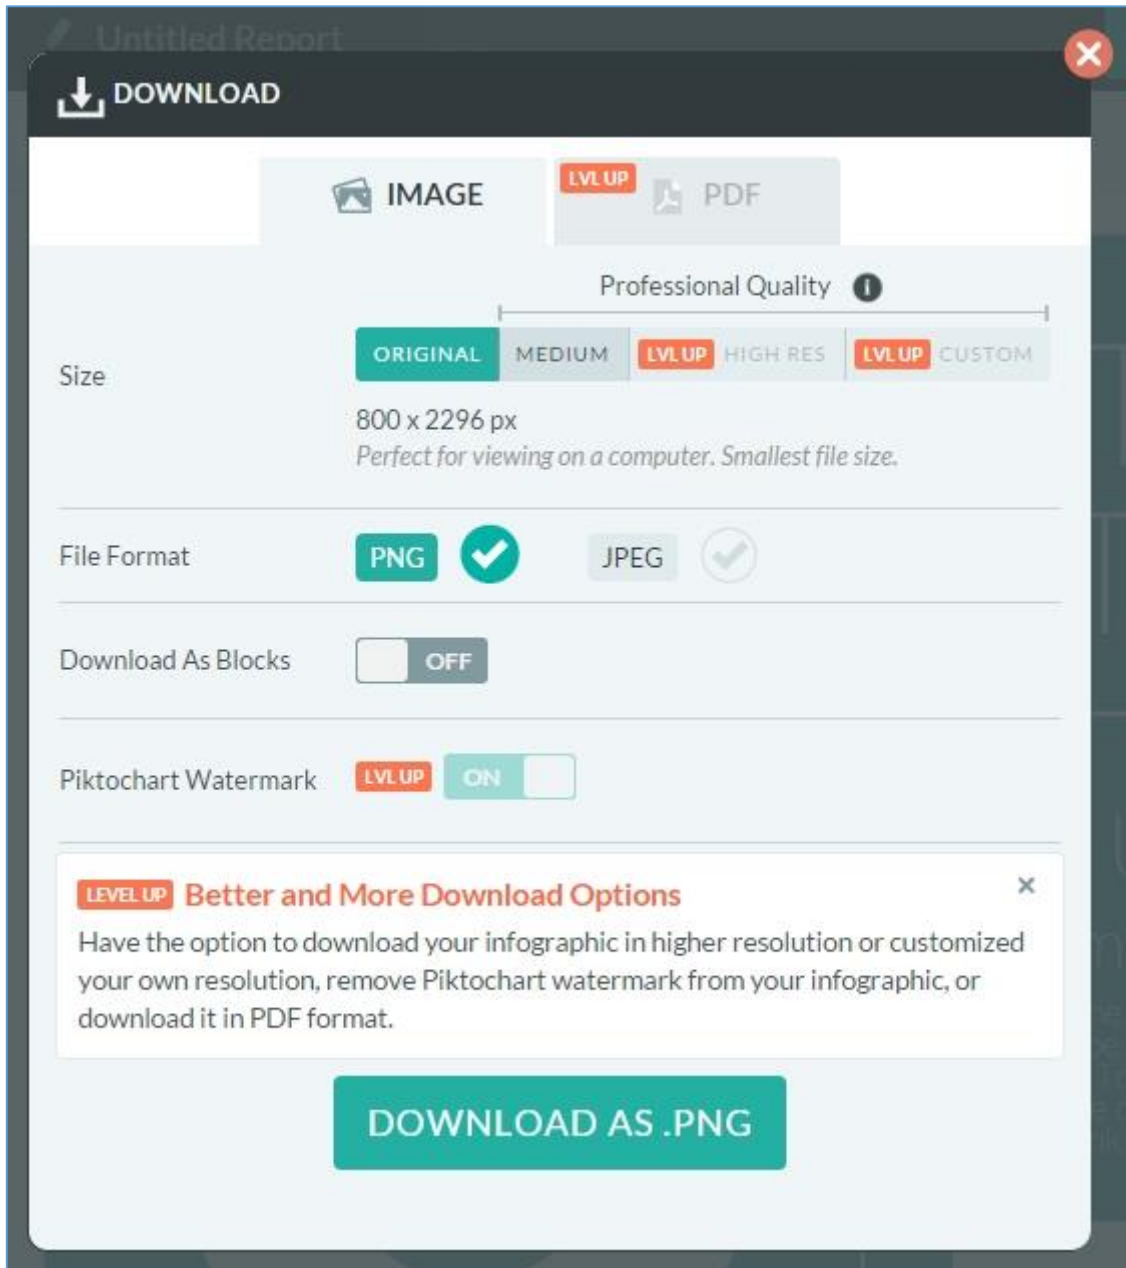 Untitled Report
DOWNLOAD
IMAGE
LVL UP PDF
Professional Quality i
Size
ORIGINAL MEDIUM LVL UP HIGH RES LVL UP CUSTOM
800 x 2296 px
Perfect for viewing on a computer. Smallest file size.
File Format PNG JPEG
Download As Blocks OFF
Piktochart Watermark LVL UP ON
LEVEL UP Better and More Download Options
Have the option to download your infographic in higher resolution or customized
your own resolution, remove Piktochart watermark from your infographic, or
download it in PDF format.
DOWNLOAD AS .PNG